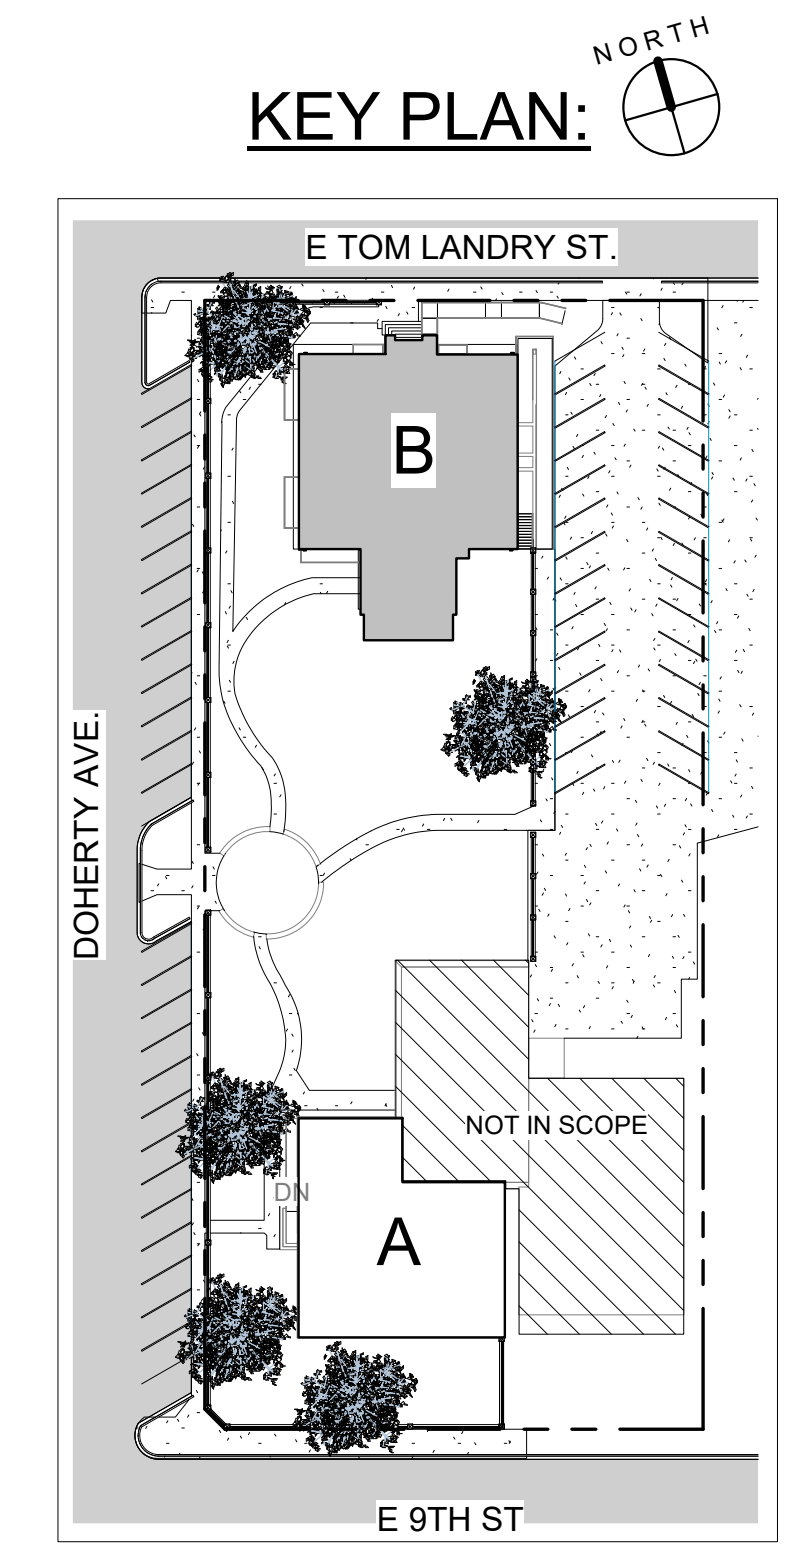 NORTH
KEY PLAN:
E TOM LANDRY ST.
B
DOHERTY AVE.
NOT IN SCOPE
DN
A
E 9TH ST